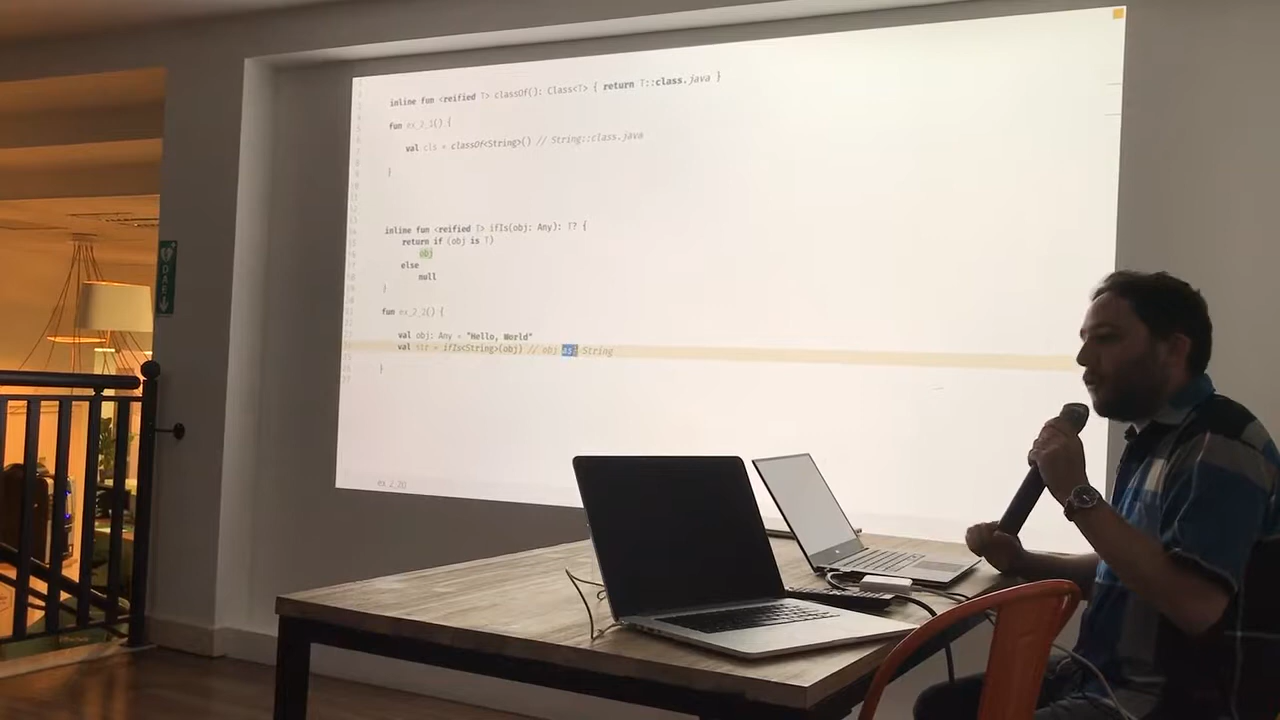 inline fun <reified T> classOf(): Class<T> { return T::class.java }
fun ex_2_1() {
val cls = classOf<String>() // String::class.java
}
inline fun <reified T> ifIs(obj: Any): T? {
return if (obj is T)
obj
else
null
}
fun ex_2_2() {
val obj: Any = "Hello, World"
val str = ifIs<String>(obj) // obj as? String
}
ex_2_2()
DAE